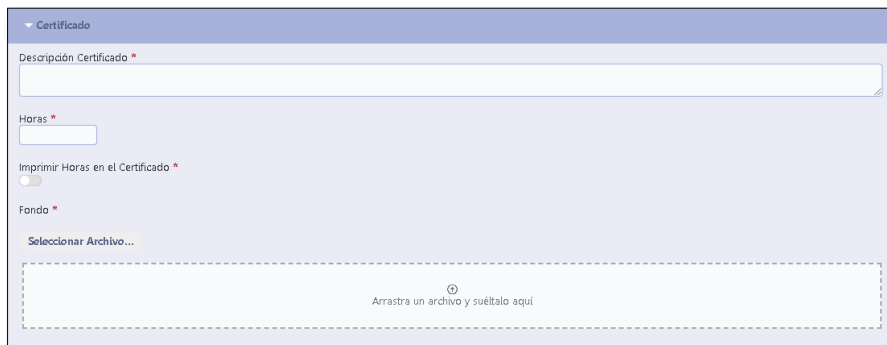 Certificado
Descripción Certificado *
Horas *
Imprimir Horas en el Certificado *
Fondo *
Seleccionar Archivo...
Arrastra un archivo y suéltalo aquí